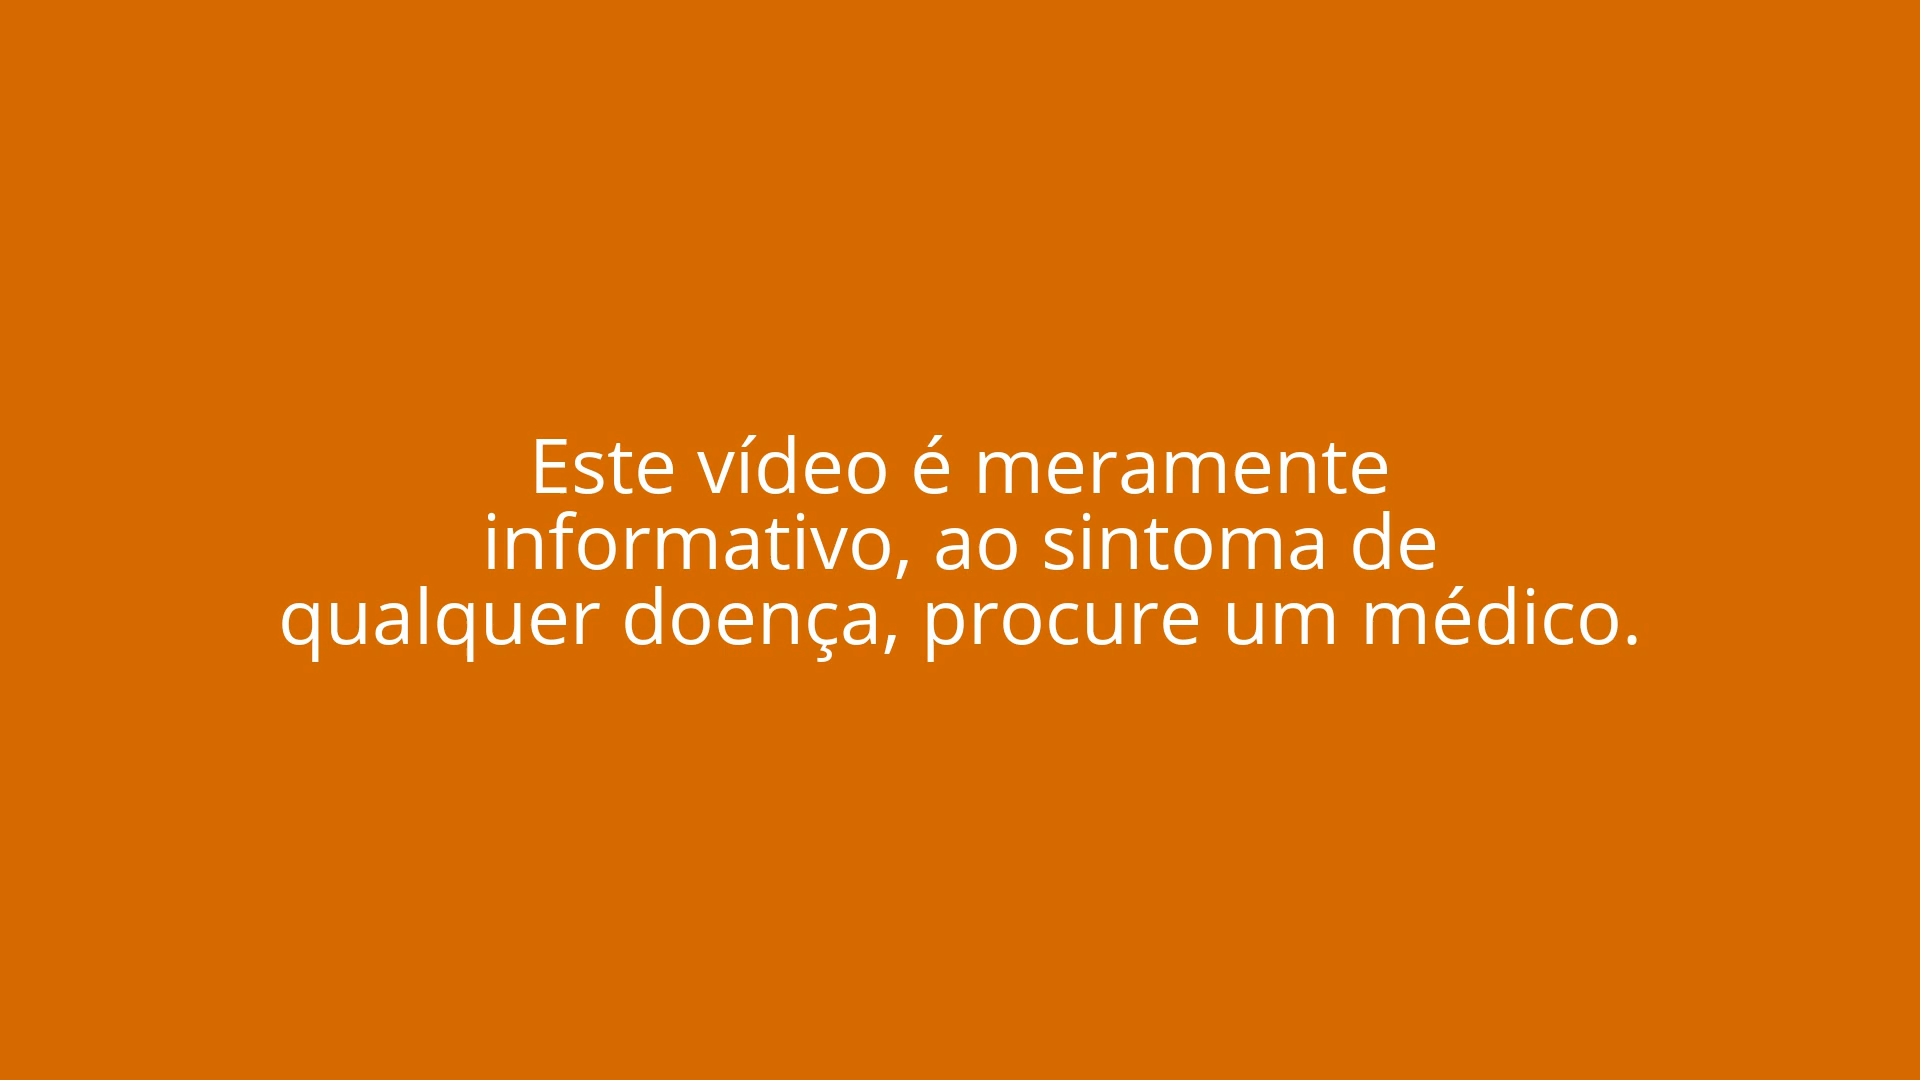 Este vídeo é meramente
informativo, ao sintoma de
qualquer doença, procure um médico.